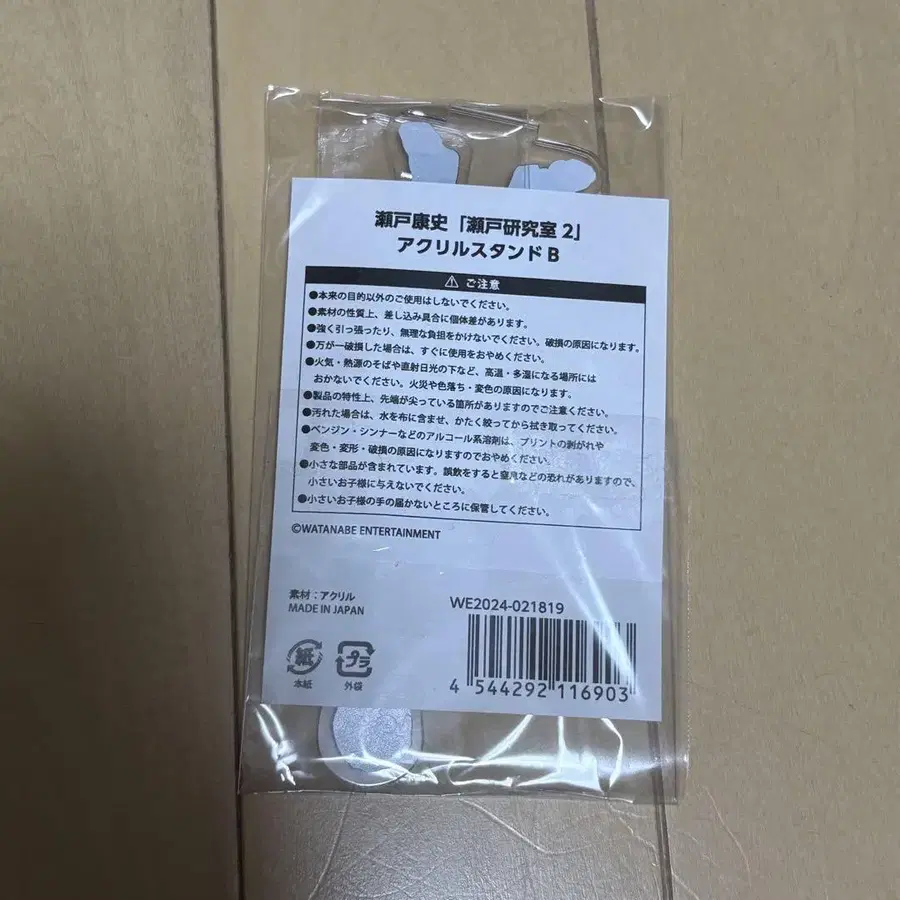 瀬戸康史「瀬戸研究室 2」
アクリルスタンド B
ご注意
●本来の目的以外のご使用はしないでください。
●素材の性質上、差し込み具合に個体差があります。
●強く引っ張ったり、無理な負担をかけないでください。破損の原因になります。
●万が一破損した場合は、すぐに使用をおやめください。
●火気・熱源のそばや直射日光の下など、高温・多湿になる場所には
おかないでください。火災や色落ち・変色の原因になります。
●製品の特性上、先端が尖っている箇所がありますのでご注意ください。
●汚れた場合は、水を布に含ませ、かたく絞ってから拭き取ってください。
●ベンジン・シンナーなどのアルコール系溶剤は、プリントの剥がれや
変色・変形・破損の原因になりますのでおやめください。
●小さな部品が含まれています。誤飲をすると窒息などの恐れがありますので、
小さいお子様に与えないでください。
●小さいお子様の手の届かないところに保管してください。
©WATANABE ENTERTAINMENT
素材：アクリル
MADE IN JAPAN
WE2024-021819
紙
本紙
プラ
外袋
4 544292 116903